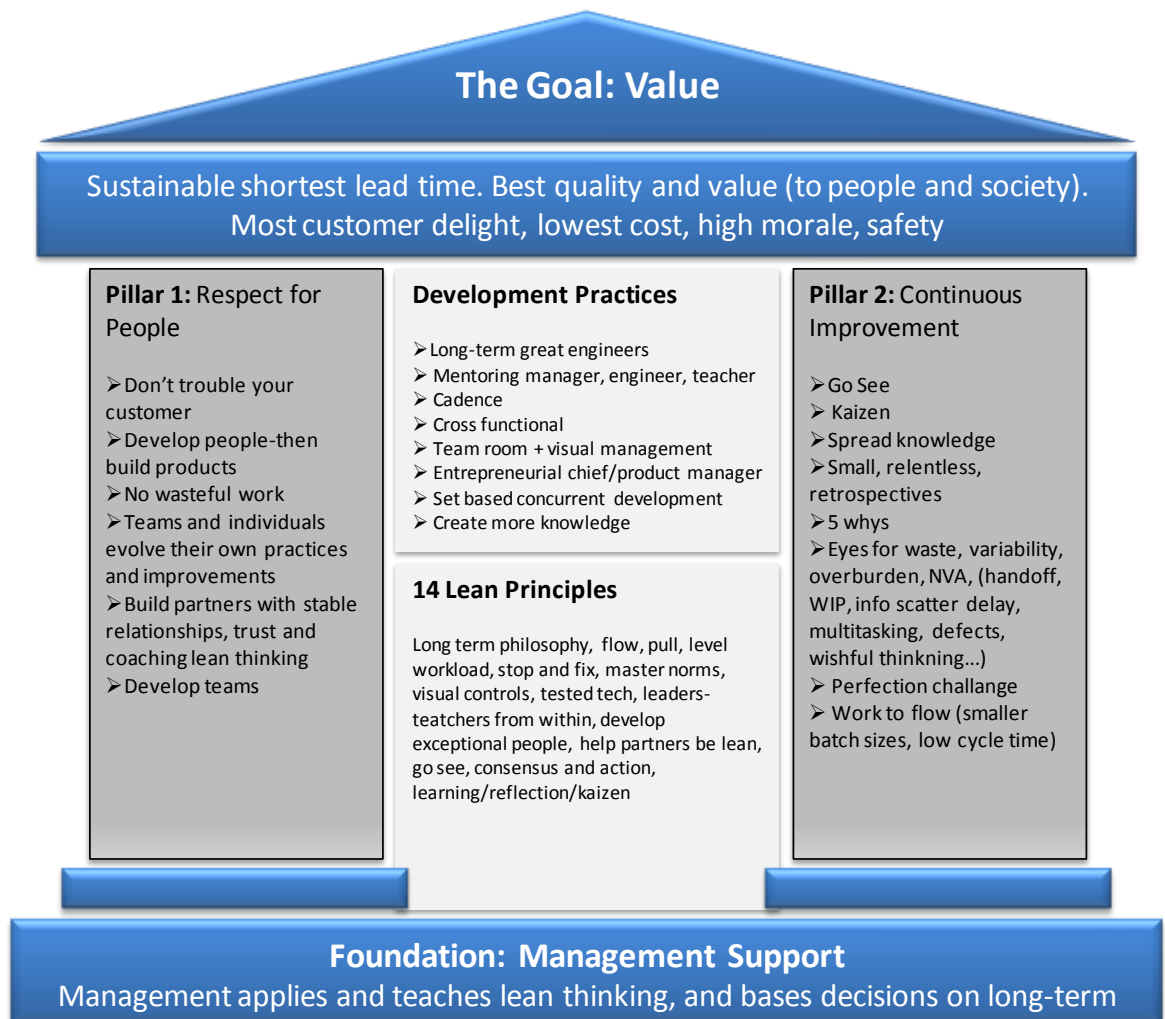 The Goal: Value
Sustainable shortest lead time. Best quality and value (to people and society).
Most customer delight, lowest cost, high morale, safety
Pillar 1: Respect for
People
➢Don’t trouble your
customer
➢Develop people-then
build products
➢No wasteful work
➢Teams and individuals
evolve their own practices
and improvements
➢Build partners with stable
relationships, trust and
coaching lean thinking
➢Develop teams
Development Practices
➢Long-term great engineers
➢ Mentoring manager, engineer, teacher
➢ Cadence
➢ Cross functional
➢ Team room + visual management
➢ Entrepreneurial chief/product manager
➢ Set based concurrent development
➢ Create more knowledge
14 Lean Principles
Long term philosophy, flow, pull, level
workload, stop and fix, master norms,
visual controls, tested tech, leaders-
teatchers from within, develop
exceptional people, help partners be lean,
go see, consensus and action,
learning/reflection/kaizen
Pillar 2: Continuous
Improvement
➢Go See
➢ Kaizen
➢Spread knowledge
➢Small, relentless,
retrospectives
➢5 whys
➢Eyes for waste, variability,
overburden, NVA, (handoff,
WIP, info scatter delay,
multitasking, defects,
wishful thinkning...)
➢ Perfection challange
➢ Work to flow (smaller
batch sizes, low cycle time)
Foundation: Management Support
Management applies and teaches lean thinking, and bases decisions on long-term